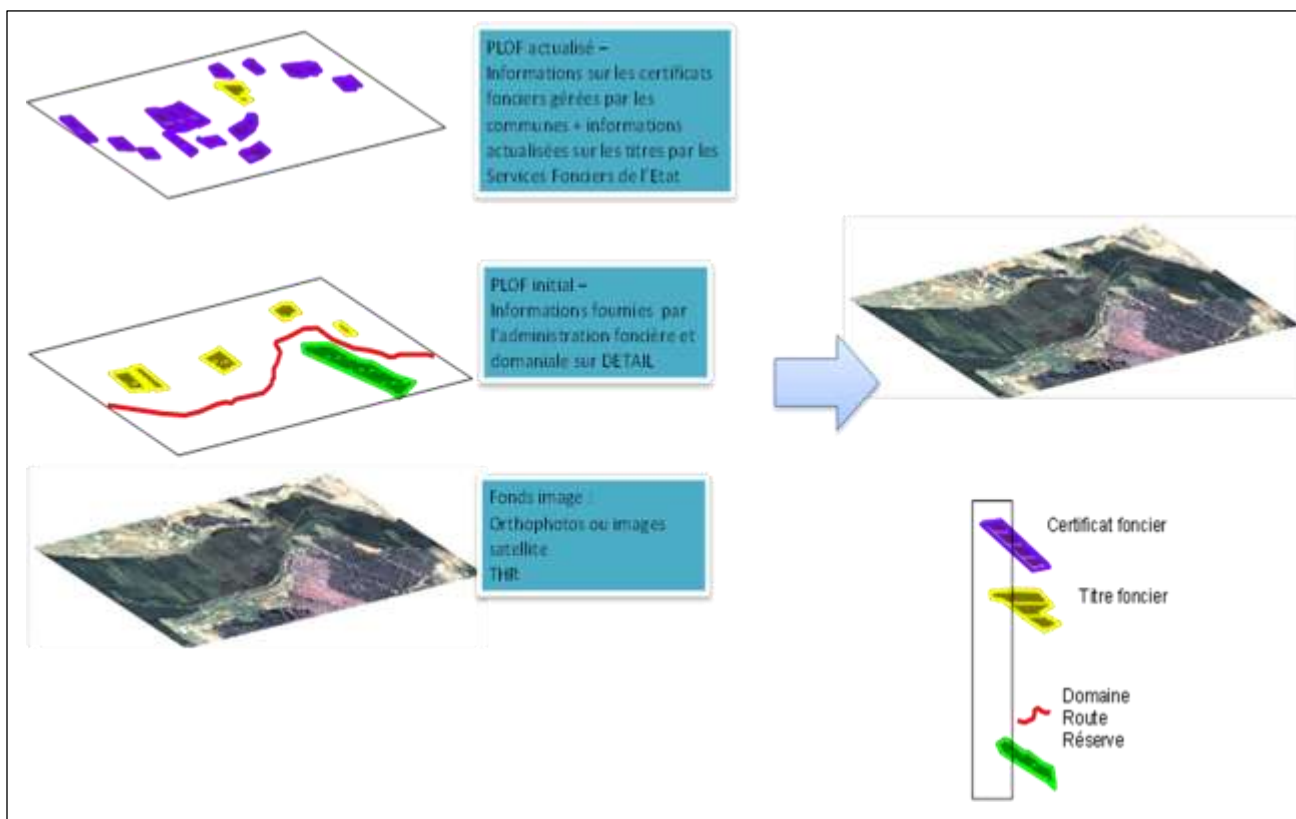 PLOF actualisé –
Informations sur les certificats
fonciers gérées par les
communes + informations
actualisées sur les titres par les
Services Fonciers de l'Etat
PLOF initial –
Informations fournies par
l'administration foncière et
domaniale sur DETAIL
Fonds image :
Orthophotos ou images
satellite
THR
Certificat foncier
Titre foncier
Domaine
Route
Réserve